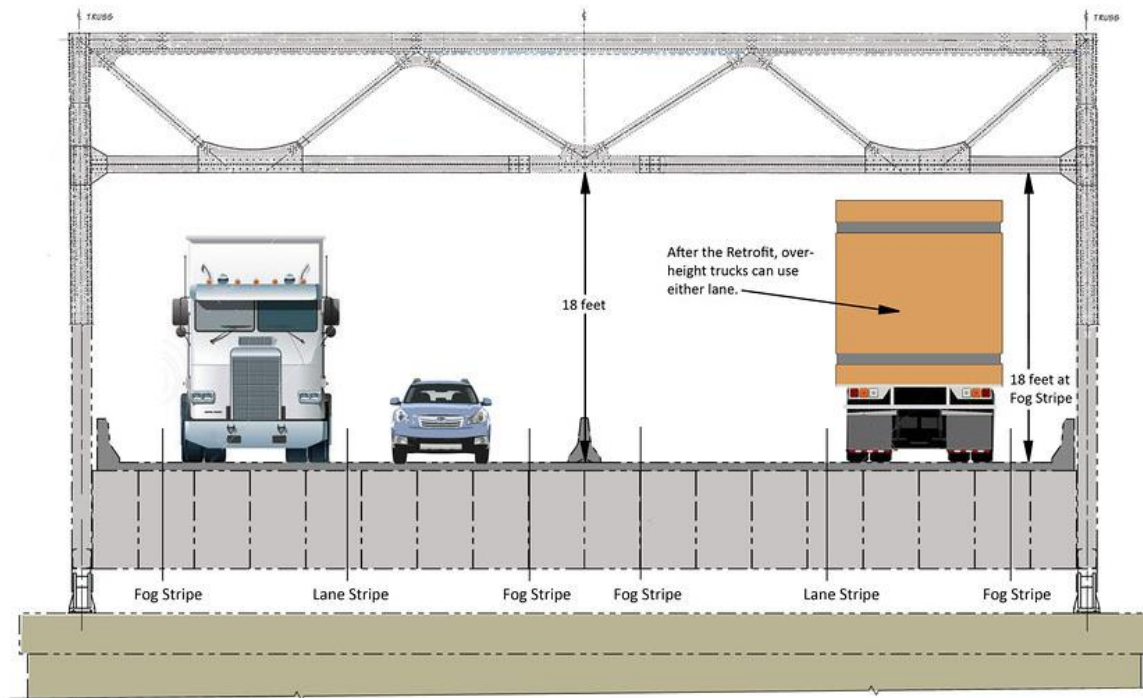 ℄ TRUSS
℄
℄ TRUSS
After the Retrofit, over-
height trucks can use
either lane.
18 feet
18 feet at
Fog Stripe
Fog Stripe
Lane Stripe
Fog Stripe
Fog Stripe
Lane Stripe
Fog Stripe